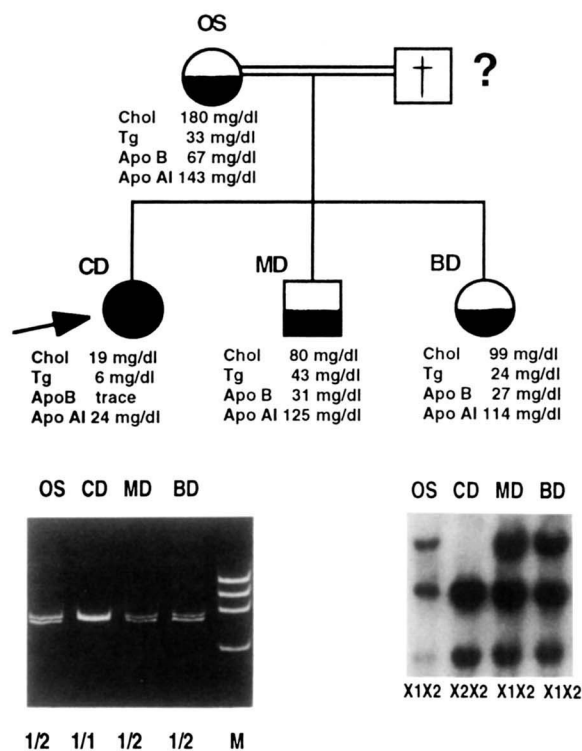 OS
?
Chol 180 mg/dl
Tg 33 mg/dl
Apo B 67 mg/dl
Apo AI 143 mg/dl
CD
MD
BD
Chol 19 mg/dl
Tg 6 mg/dl
ApoB trace
Apo AI 24 mg/dl
Chol 80 mg/dl
Tg 43 mg/dl
Apo B 31 mg/dl
Apo AI 125 mg/dl
Chol 99 mg/dl
Tg 24 mg/dl
Apo B 27 mg/dl
Apo AI 114 mg/dl
OS CD MD BD
1/2 1/1 1/2 1/2 M
OS CD MD BD
X1X2 X2X2 X1X2 X1X2